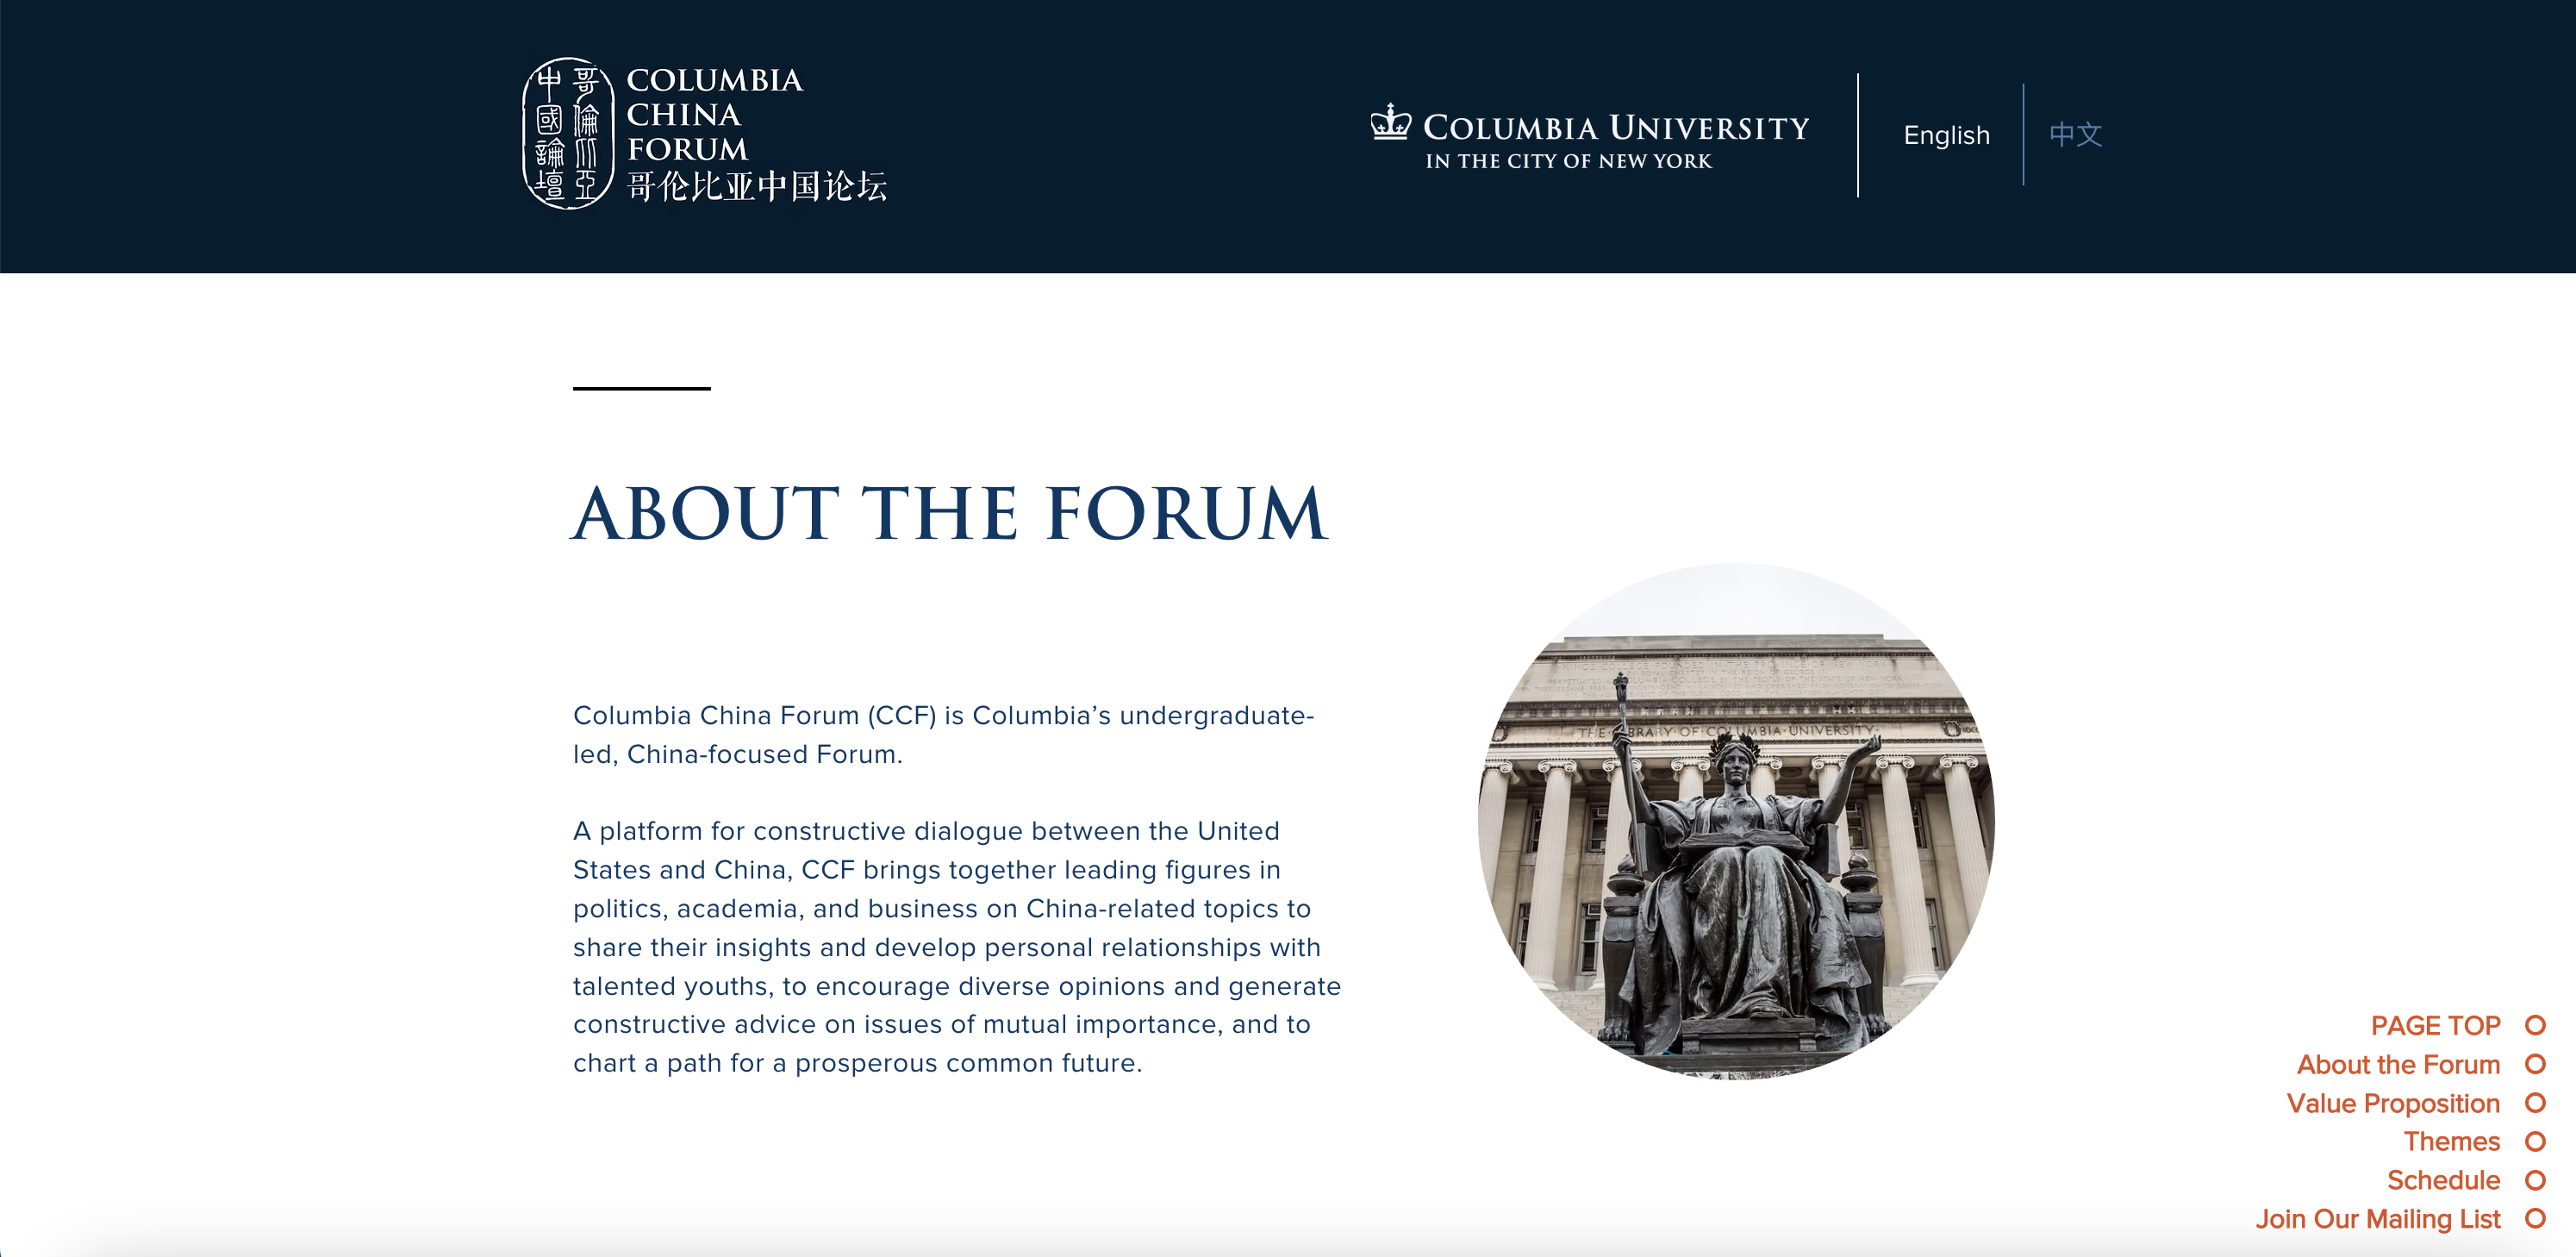 中國論壇
哥倫比亞
COLUMBIA
CHINA
FORUM
哥伦比亚中国论坛
COLUMBIA UNIVERSITY
IN THE CITY OF NEW YORK
English
中文
ABOUT THE FORUM
Columbia China Forum (CCF) is Columbia’s undergraduate-
led, China-focused Forum.
A platform for constructive dialogue between the United
States and China, CCF brings together leading figures in
politics, academia, and business on China-related topics to
share their insights and develop personal relationships with
talented youths, to encourage diverse opinions and generate
constructive advice on issues of mutual importance, and to
chart a path for a prosperous common future.
PAGE TOP
About the Forum
Value Proposition
Themes
Schedule
Join Our Mailing List